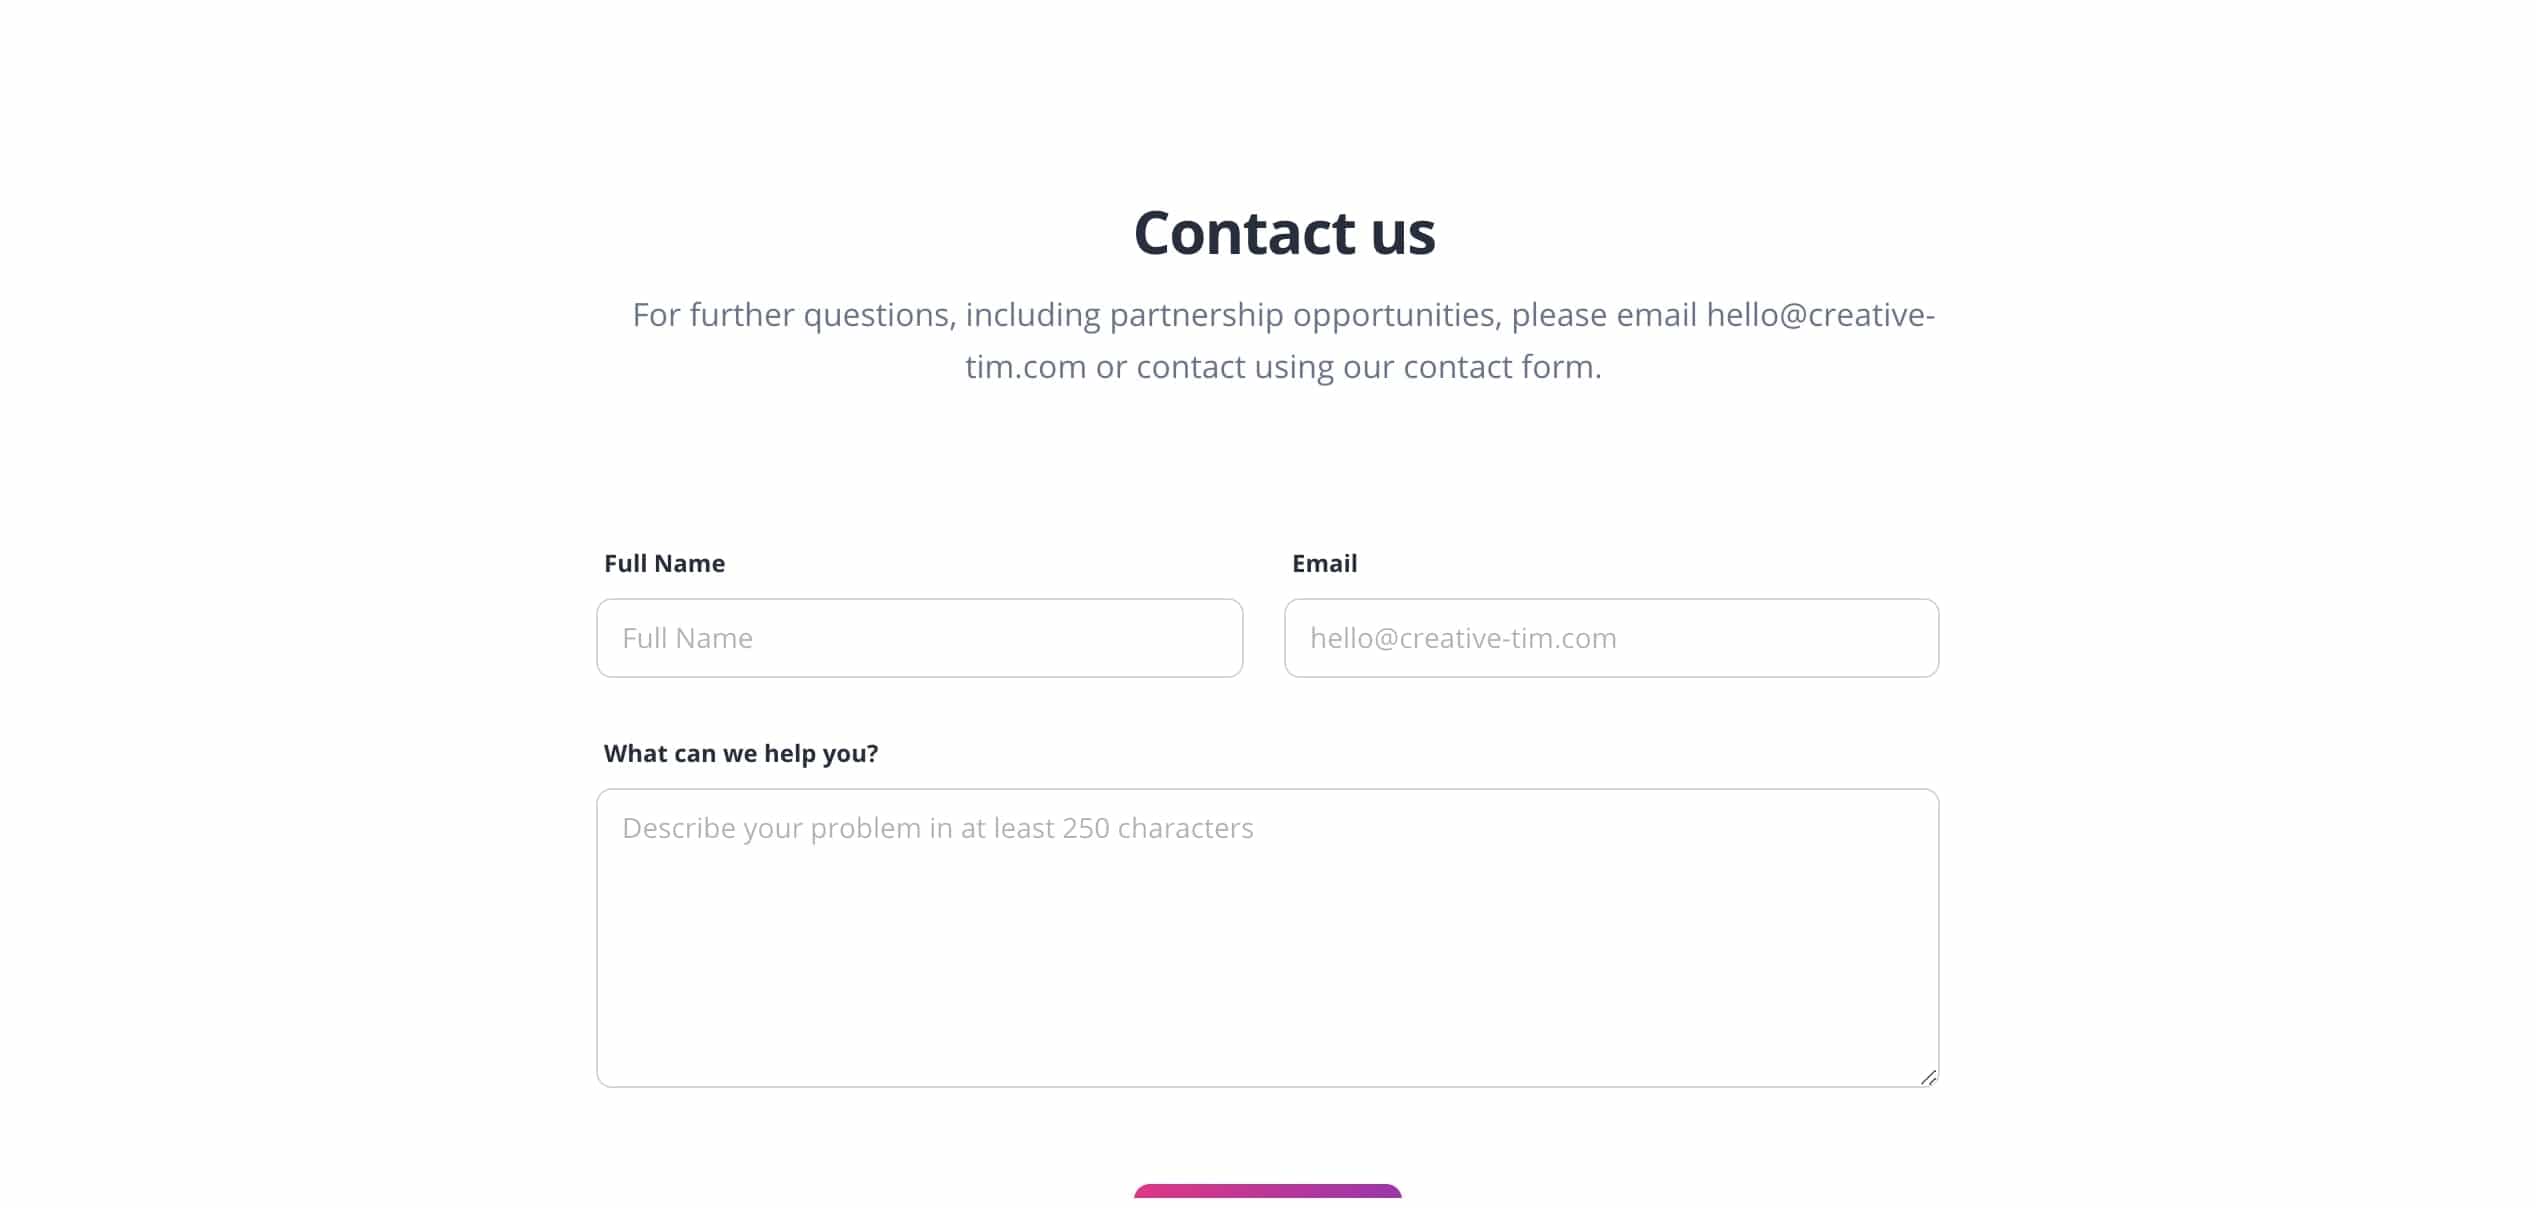 Contact us
For further questions, including partnership opportunities, please email hello@creative-
tim.com or contact using our contact form.
Full Name
Email
Full Name
hello@creative-tim.com
What can we help you?
Describe your problem in at least 250 characters